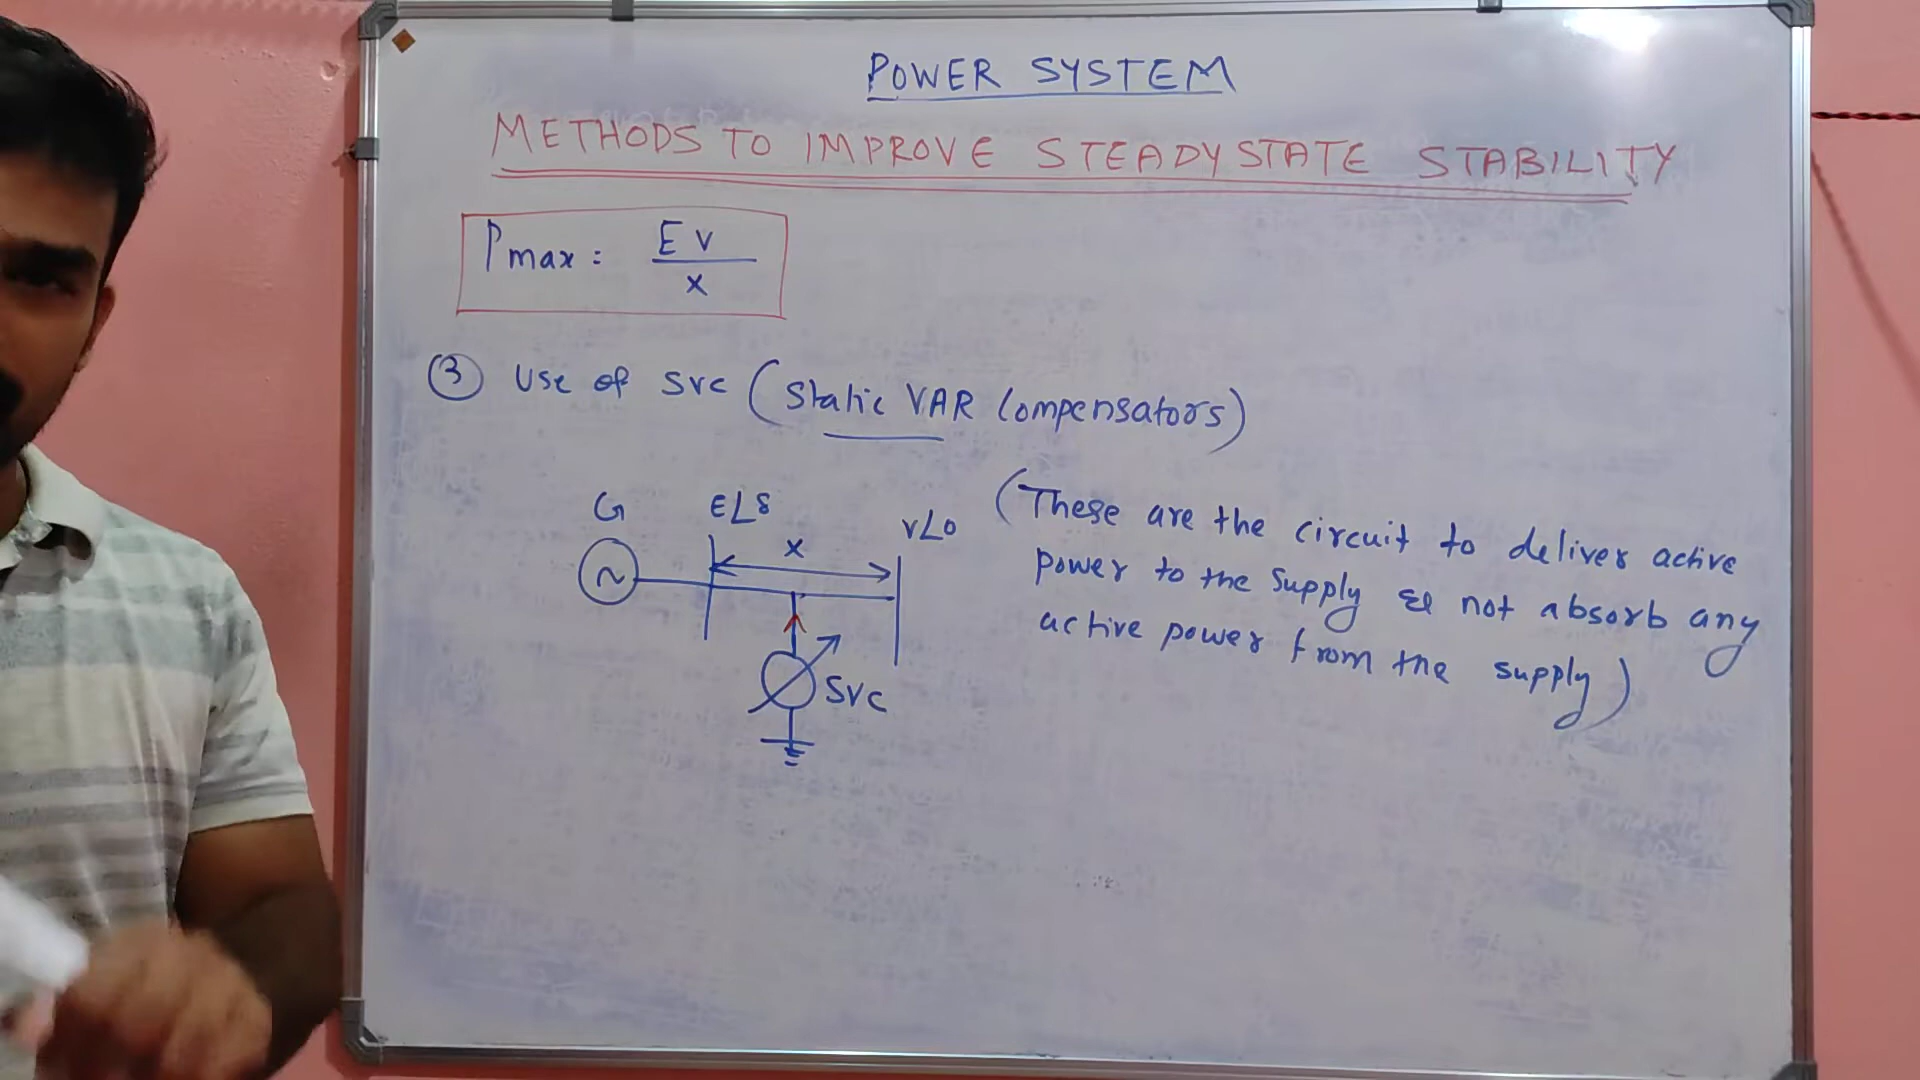 POWER SYSTEM
METHODS TO IMPROVE STEADY STATE STABILITY
Pmax = EV/x
③ Use of SVC (Static VAR Compensators)
G E∠δ V∠0
x
SVC
(These are the circuit to deliver active
power to the supply & not absorb any
active power from the supply)